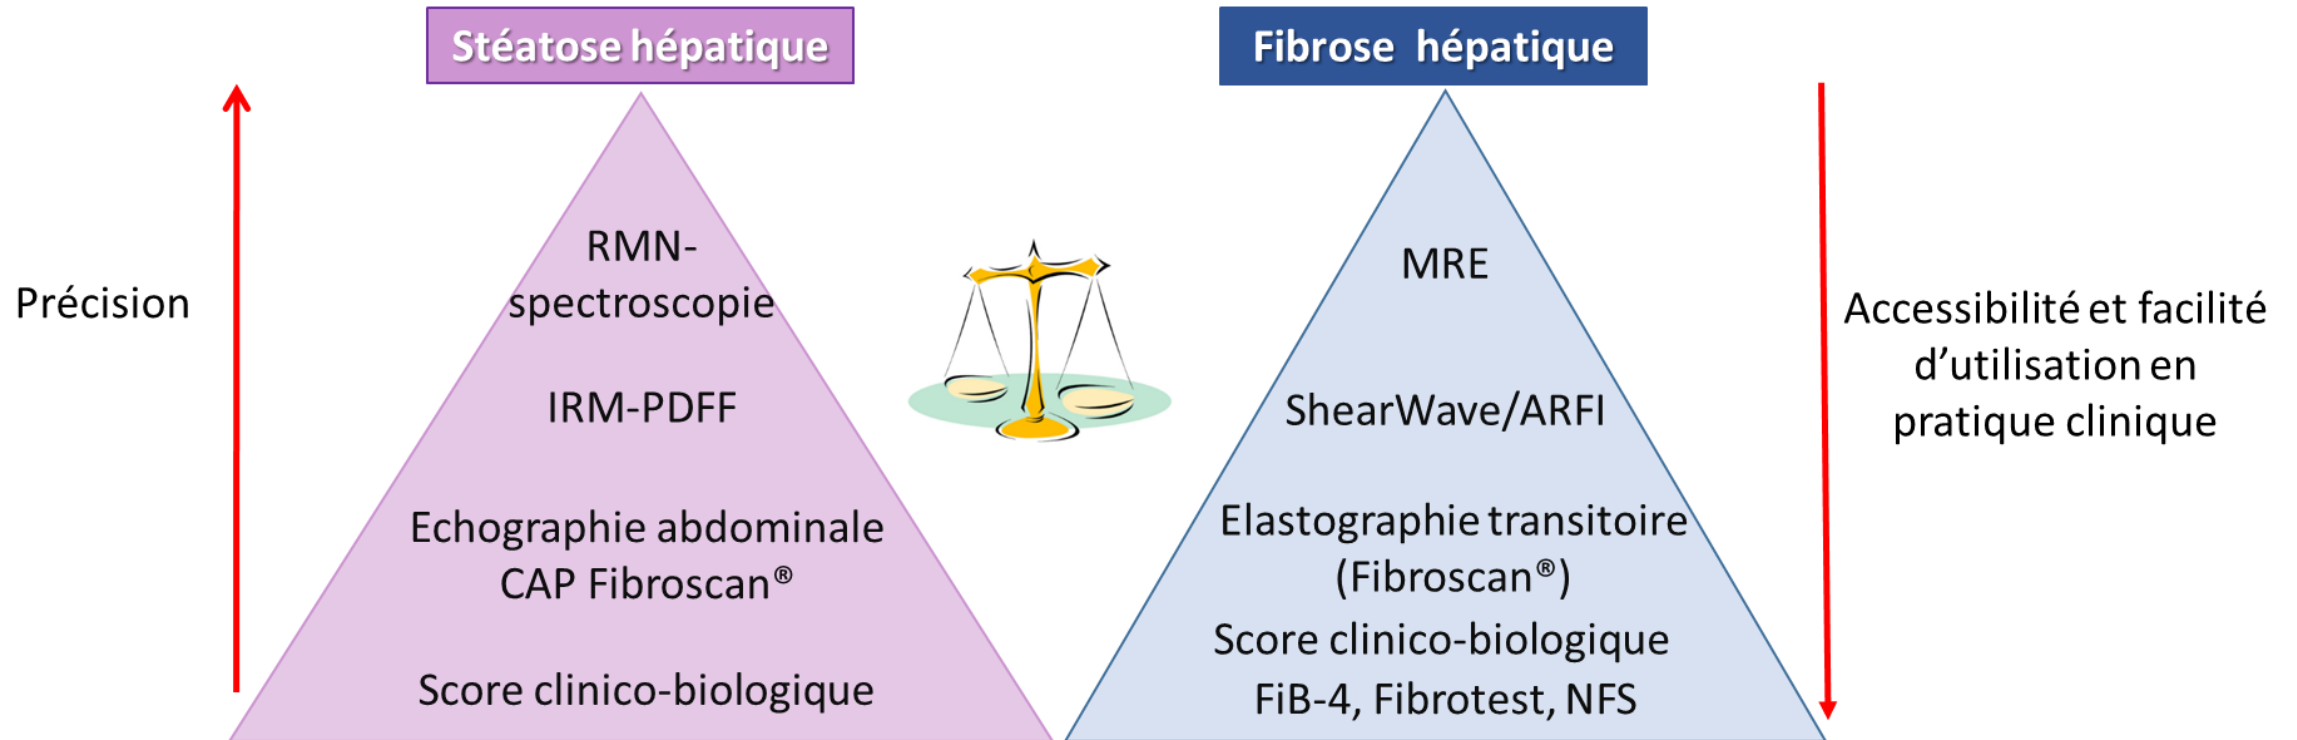 Stéatose hépatique
Fibrose hépatique
Précision
RMN-
spectroscopie
IRM-PDFF
Echographie abdominale
CAP Fibroscan®
Score clinico-biologique
MRE
ShearWave/ARFI
Elastographie transitoire
(Fibroscan®)
Score clinico-biologique
FiB-4, Fibrotest, NFS
Accessibilité et facilité
d’utilisation en
pratique clinique